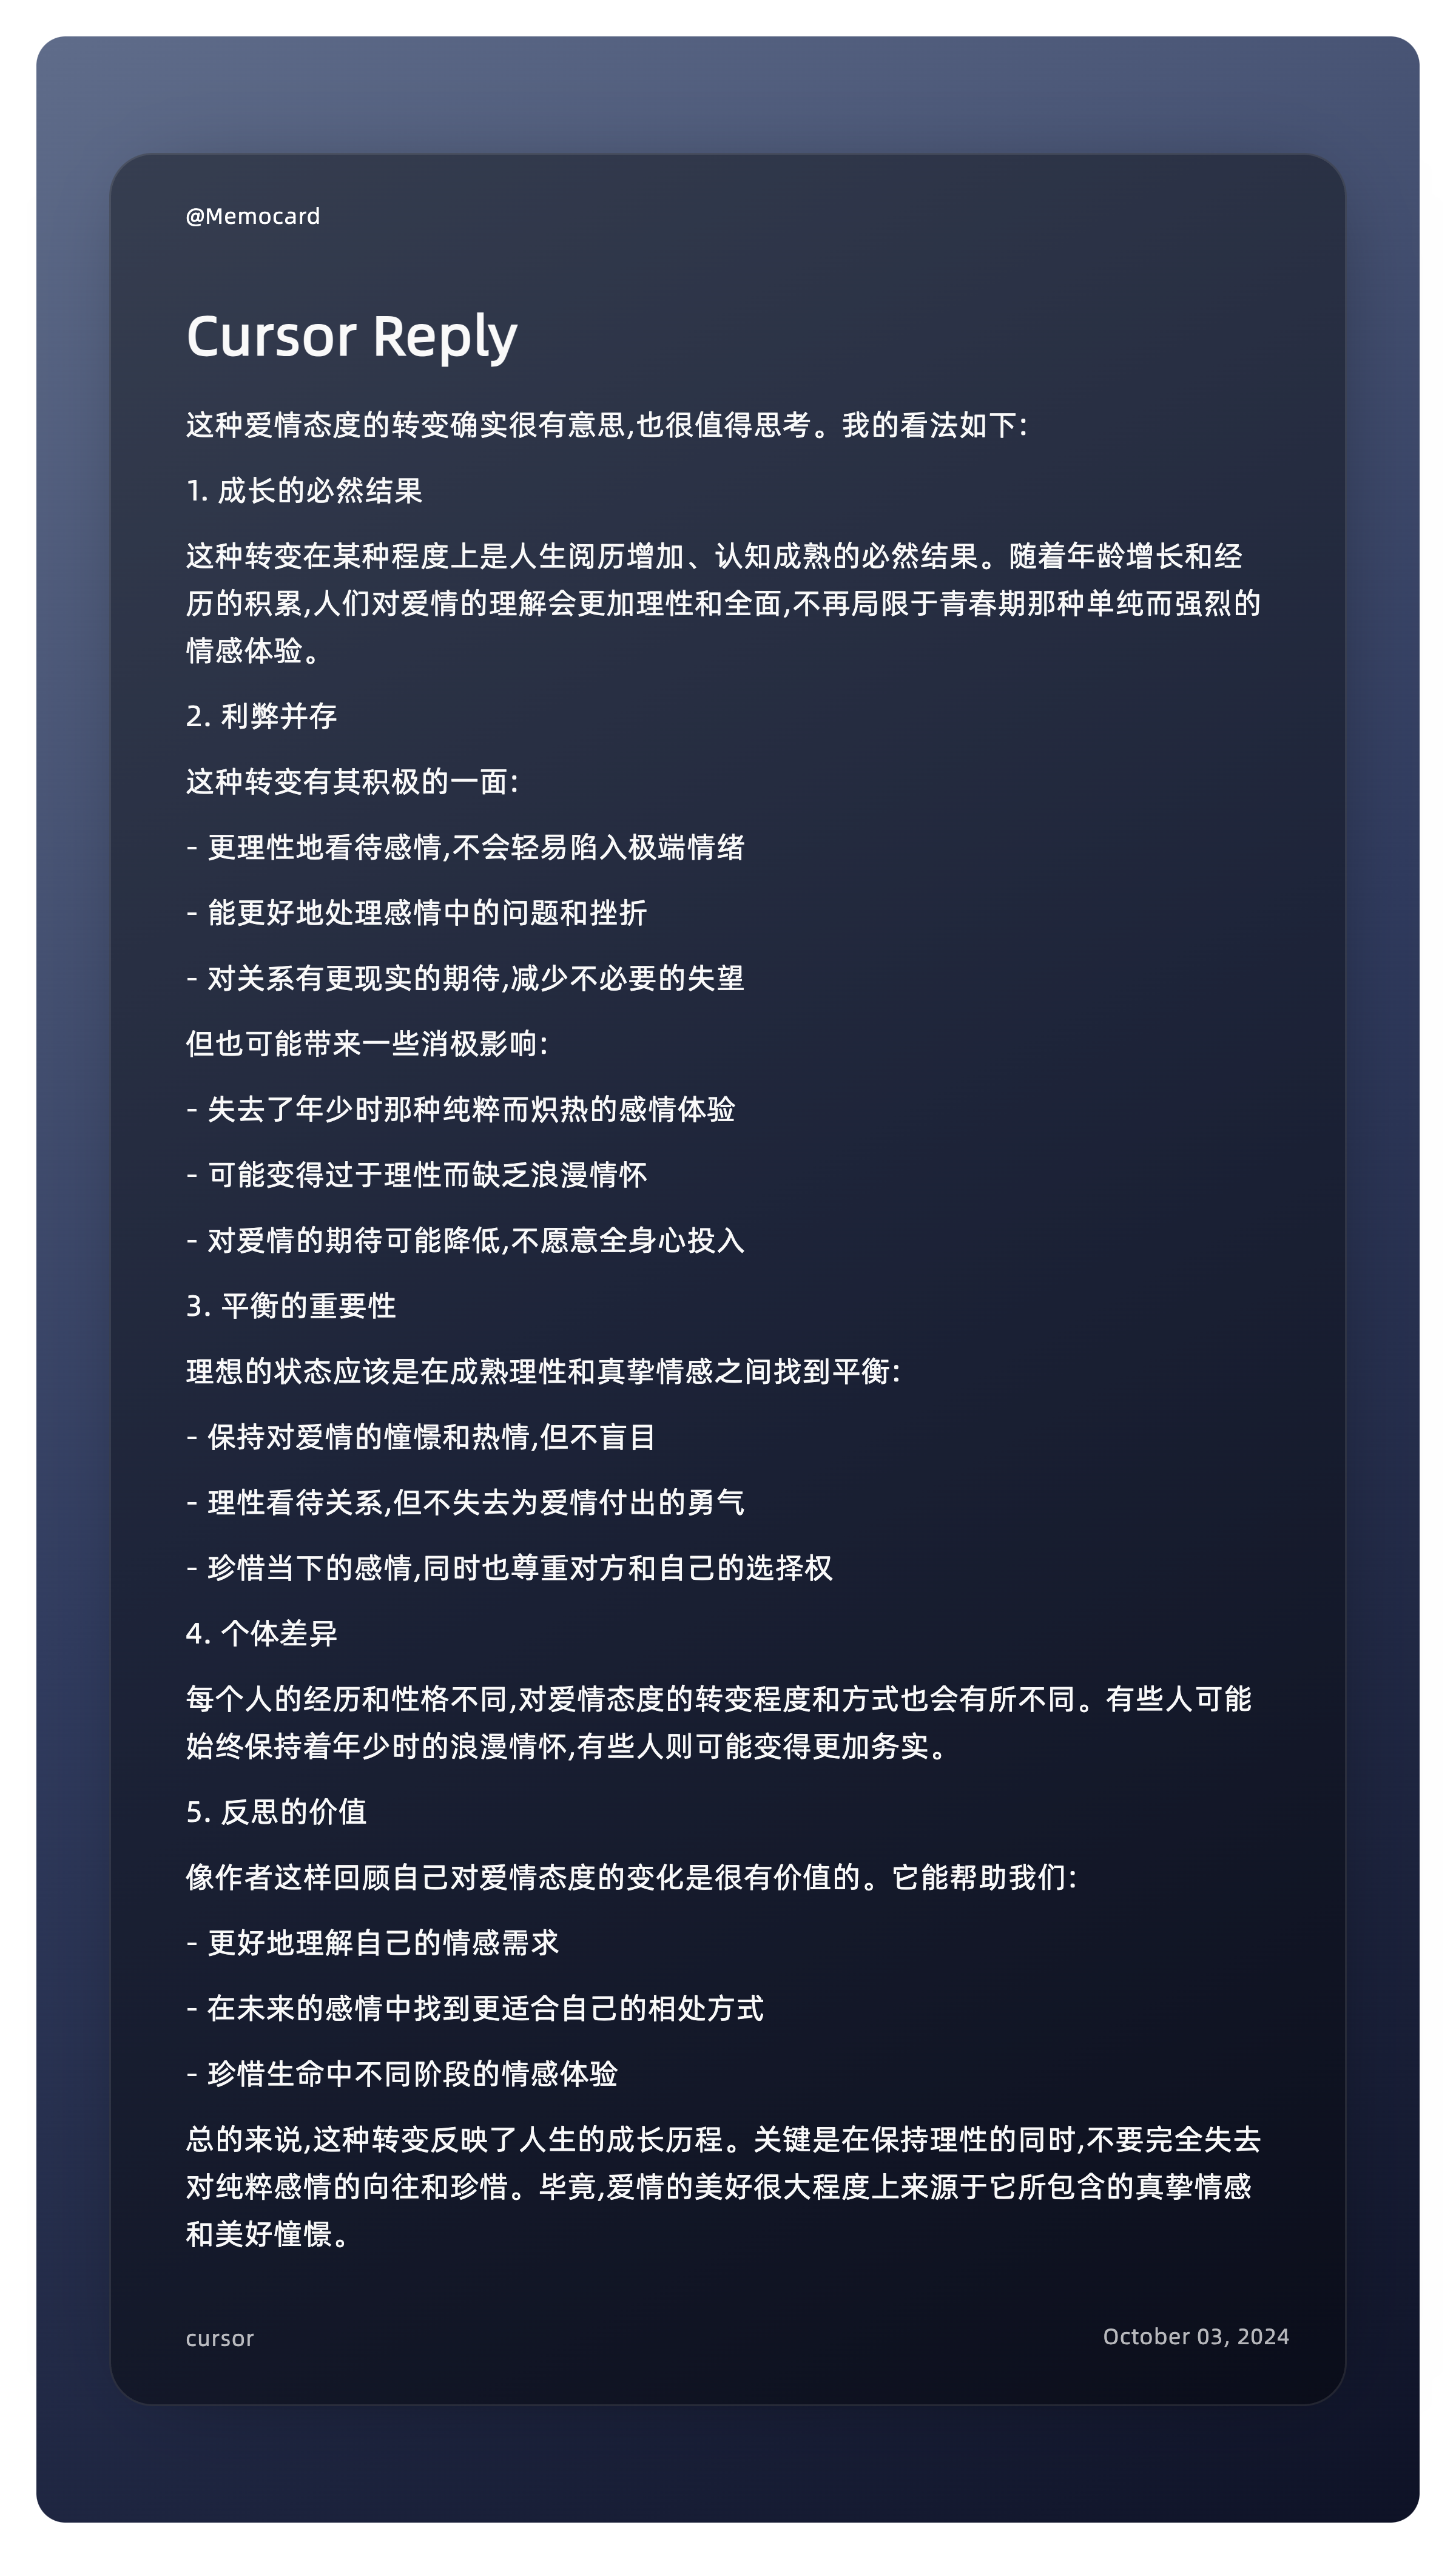 @Memocard
Cursor Reply
这种爱情态度的转变确实很有意思,也很值得思考。我的看法如下:
1. 成长的必然结果
这种转变在某种程度上是人生阅历增加、认知成熟的必然结果。随着年龄增长和经
历的积累,人们对爱情的理解会更加理性和全面,不再局限于青春期那种单纯而强烈的
情感体验。
2. 利弊并存
这种转变有其积极的一面:
- 更理性地看待感情,不会轻易陷入极端情绪
- 能更好地处理感情中的问题和挫折
- 对关系有更现实的期待,减少不必要的失望
但也可能带来一些消极影响:
- 失去了年少时那种纯粹而炽热的感情体验
- 可能变得过于理性而缺乏浪漫情怀
- 对爱情的期待可能降低,不愿意全身心投入
3. 平衡的重要性
理想的状态应该是在成熟理性和真挚情感之间找到平衡:
- 保持对爱情的憧憬和热情,但不盲目
- 理性看待关系,但不失去为爱情付出的勇气
- 珍惜当下的感情,同时也尊重对方和自己的选择权
4. 个体差异
每个人的经历和性格不同,对爱情态度的转变程度和方式也会有所不同。有些人可能
始终保持着年少时的浪漫情怀,有些人则可能变得更加务实。
5. 反思的价值
像作者这样回顾自己对爱情态度的变化是很有价值的。它能帮助我们:
- 更好地理解自己的情感需求
- 在未来的感情中找到更适合自己的相处方式
- 珍惜生命中不同阶段的情感体验
总的来说,这种转变反映了人生的成长历程。关键是在保持理性的同时,不要完全失去
对纯粹感情的向往和珍惜。毕竟,爱情的美好很大程度上来源于它所包含的真挚情感
和美好憧憬。
cursor
October 03, 2024